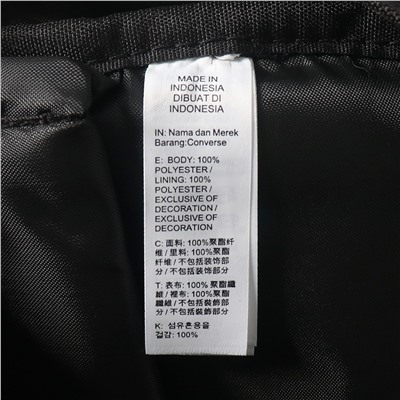 MADE IN
INDONESIA
DIBUAT DI
INDONESIA
IN: Nama dan Merek
Barang:Converse
E: BODY: 100%
POLYESTER /
LINING: 100%
POLYESTER /
EXCLUSIVE OF
DECORATION /
EXCLUSIVE OF
DECORATION
C: 面料: 100%聚酯纤
维 / 里料: 100%聚酯
纤维 / 不包括装饰部
分 / 不包括装饰部分
T: 表布: 100% 聚酯纖
維 / 裡布: 100%聚酯
纖維 / 不包括裝飾部
分 / 不包括裝飾部分
K: 섬유혼용율
겉감: 100%